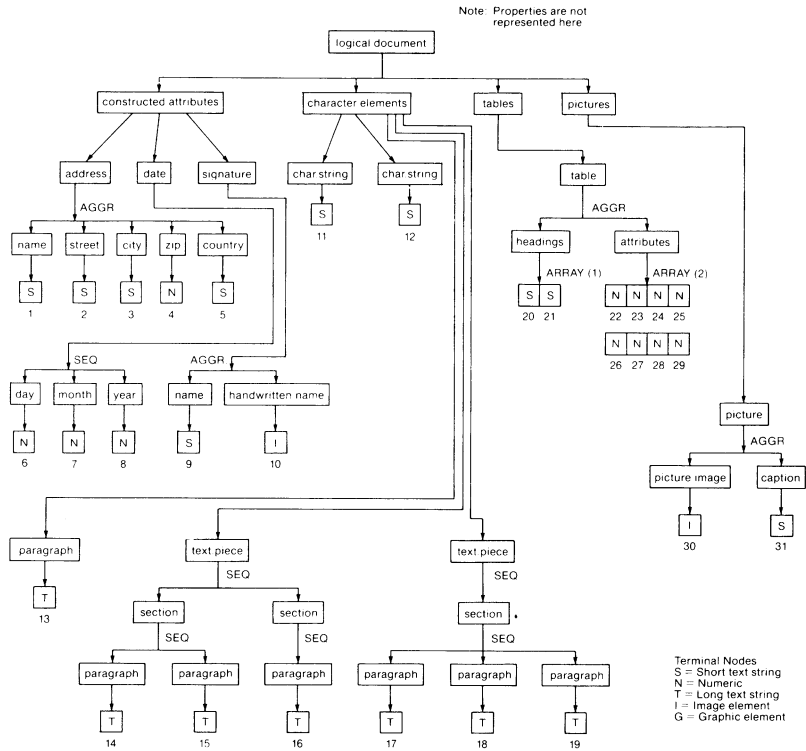 Note: Properties are not
represented here
logical document
constructed attributes
character elements
tables
pictures
address
date
signature
char string
char string
table
AGGR
AGGR
name
street
city
zip
country
S
S
headings
attributes
11
12
ARRAY (1)
ARRAY (2)
S
S
S
N
S
S
S
N
N
N
N
1
2
3
4
5
20
21
22
23
24
25
N
N
N
N
26
27
28
29
SEQ
AGGR
day
month
year
name
handwritten name
picture
AGGR
N
N
N
S
I
6
7
8
9
10
picture image
caption
I
S
30
31
paragraph
text piece
text piece
SEQ
SEQ
T
13
section
section
section
SEQ
SEQ
SEQ
paragraph
paragraph
paragraph
paragraph
paragraph
paragraph
T
T
T
T
T
T
14
15
16
17
18
19
Terminal Nodes
S = Short text string
N = Numeric
T = Long text string
I = Image element
G = Graphic element